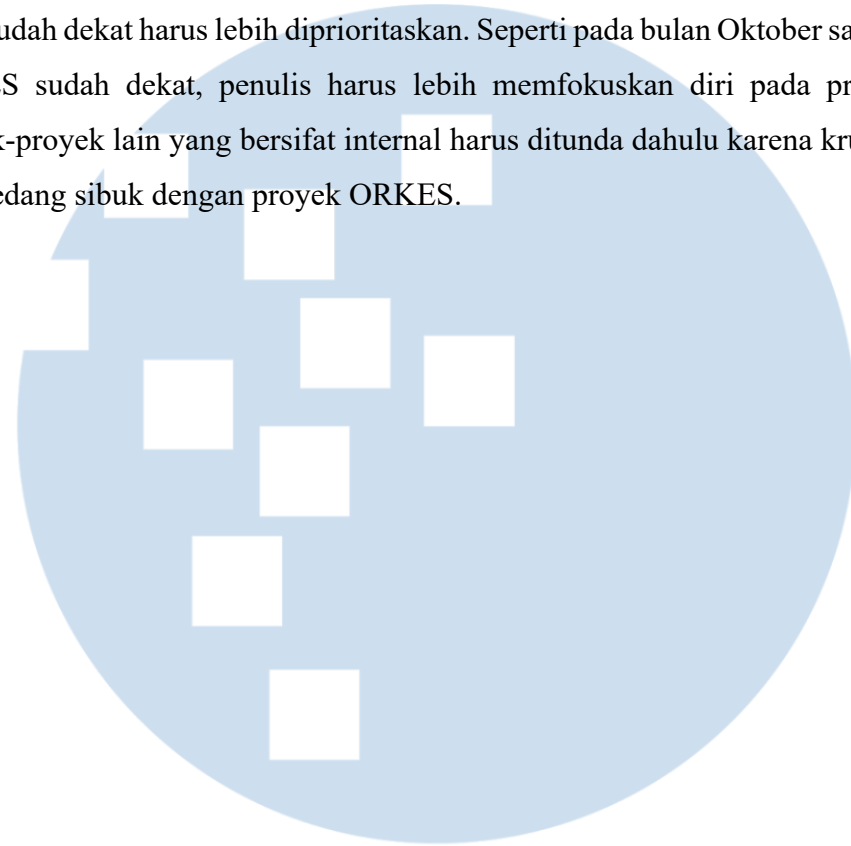 udah dekat harus lebih diprioritaskan. Seperti pada bulan Oktober sa
S sudah dekat, penulis harus lebih memfokuskan diri pada pr
k-proyek lain yang bersifat internal harus ditunda dahulu karena kru
edang sibuk dengan proyek ORKES.